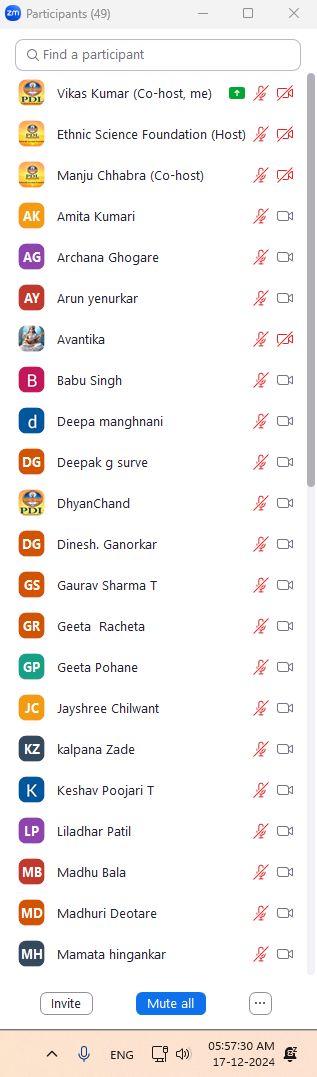 zm Participants (49)
Find a participant
PDL Vikas Kumar (Co-host, me)
PDL Ethnic Science Foundation (Host)
PDL Manju Chhabra (Co-host)
AK Amita Kumari
AG Archana Ghogare
AY Arun yenurkar
Avantika
B Babu Singh
d Deepa manghnani
DG Deepak g surve
PDL DhyanChand
DG Dinesh. Ganorkar
GS Gaurav Sharma T
GR Geeta  Racheta
GP Geeta Pohane
JC Jayshree Chilwant
KZ kalpana Zade
K Keshav Poojari T
LP Liladhar Patil
MB Madhu Bala
MD Madhuri Deotare
MH Mamata hingankar
Invite Mute all ...
05:57:30 AM
ENG 17-12-2024